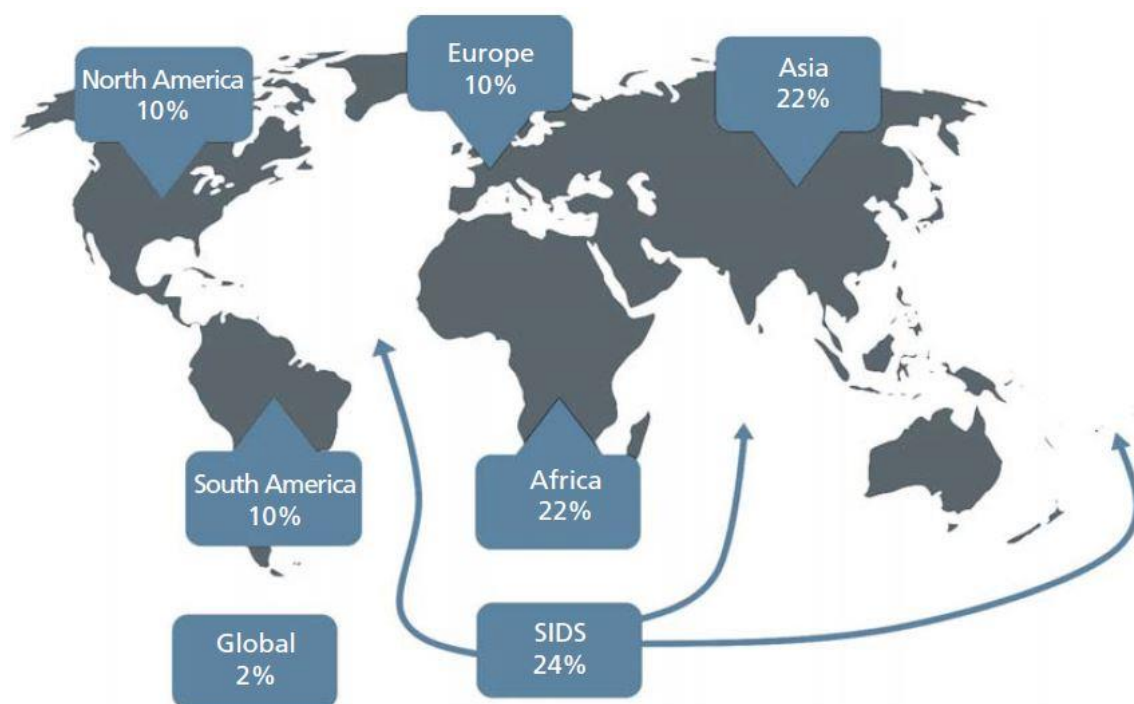 North America
10%
Europe
10%
Asia
22%
South America
10%
Africa
22%
Global
2%
SIDS
24%